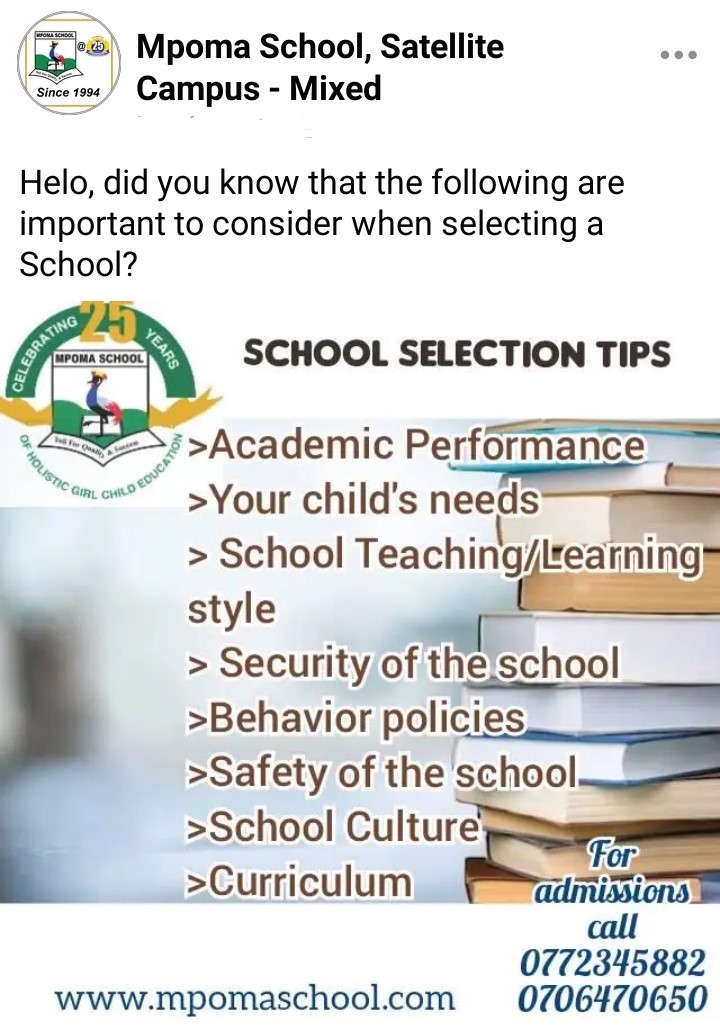 MPOMA SCHOOL
@ 25
Since 1994
Mpoma School, Satellite
Campus - Mixed
Helo, did you know that the following are
important to consider when selecting a
School?
CELEBRATING 25 YEARS
MPOMA SCHOOL
OF HOLISTIC GIRL CHILD EDUCATION
SCHOOL SELECTION TIPS
>Academic Performance
>Your child's needs
> School Teaching/Learning
style
> Security of the school
>Behavior policies
>Safety of the school
>School Culture
>Curriculum
For
admissions
call
0772345882
0706470650
www.mpomaschool.com